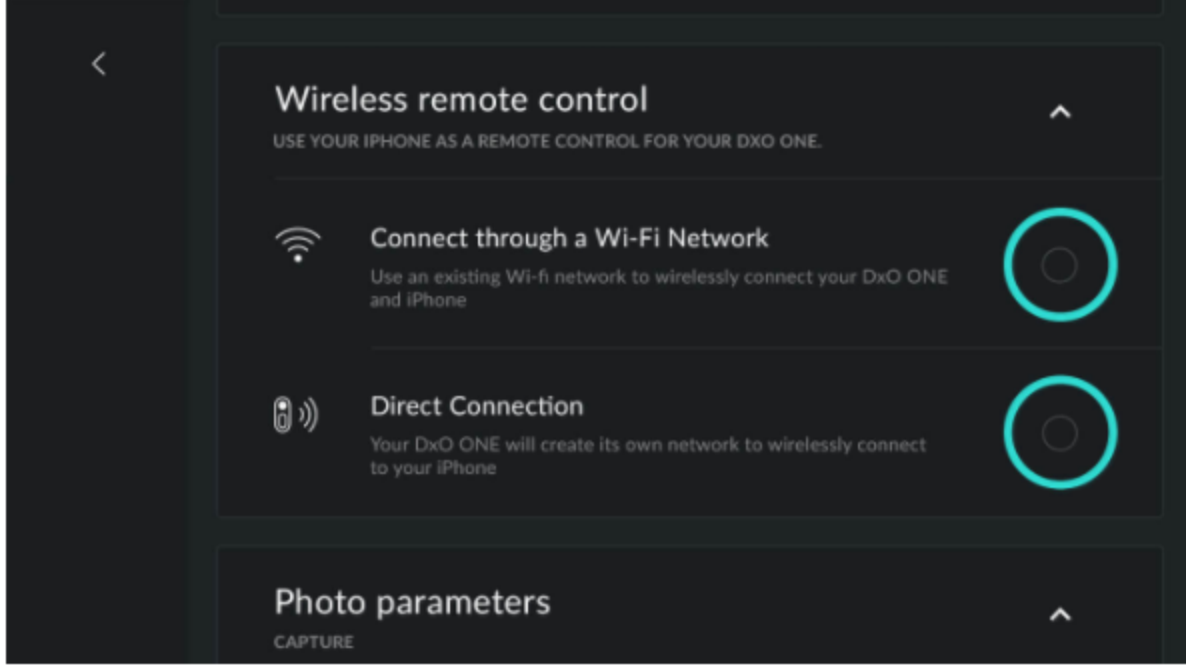 Wireless remote control
USE YOUR IPHONE AS A REMOTE CONTROL FOR YOUR DXO ONE.
Connect through a Wi-Fi Network
Use an existing Wi-fi network to wirelessly connect your DxO ONE
and iPhone
Direct Connection
Your DxO ONE will create its own network to wirelessly connect
to your iPhone
Photo parameters
CAPTURE